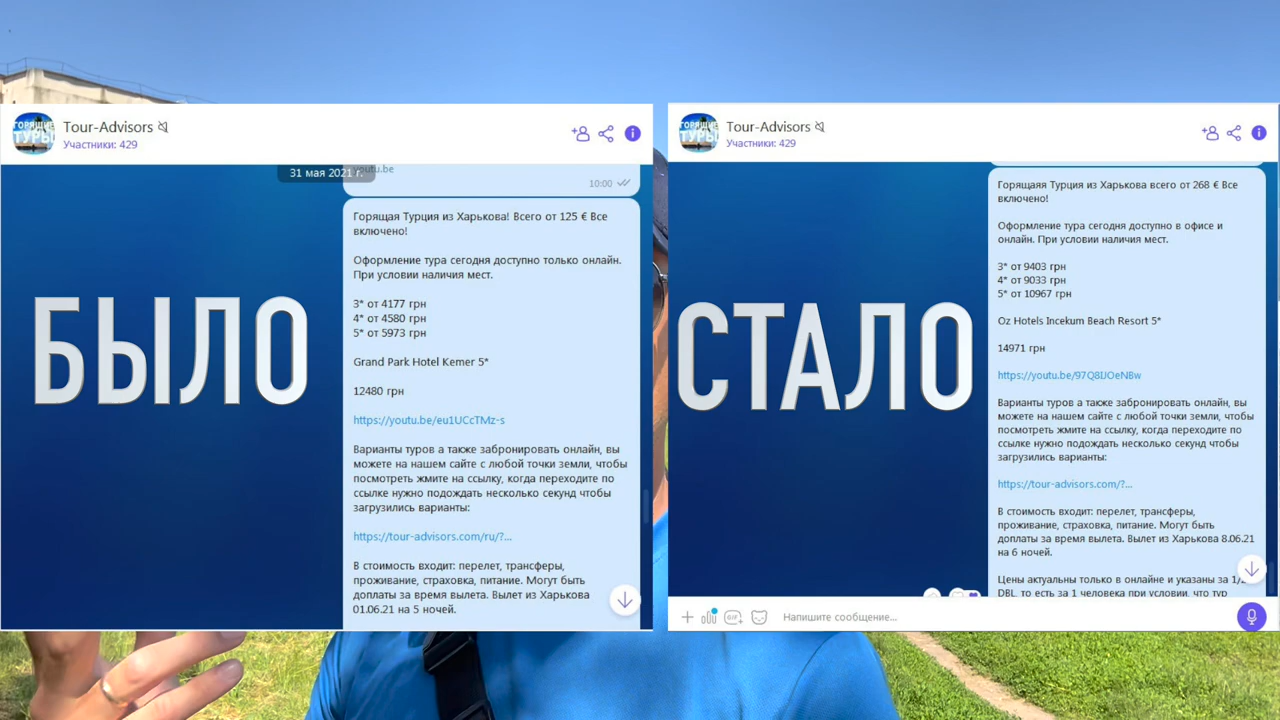 ГОРЯЩИЕ
ТУРЫ
Tour-Advisors
Участники: 429
31 мая 2021 г.
youtu.be
10:00
БЫЛО
Горящая Турция из Харькова! Всего от 125 € Все
включено!
Оформление тура сегодня доступно только онлайн.
При условии наличия мест.
3* от 4177 грн
4* от 4580 грн
5* от 5973 грн
Grand Park Hotel Kemer 5*
12480 грн
https://youtu.be/eu1UCcTMz-s
Варианты туров а также забронировать онлайн, вы
можете на нашем сайте с любой точки земли, чтобы
посмотреть жмите на ссылку, когда переходите по
ссылке нужно подождать несколько секунд чтобы
загрузились варианты:
https://tour-advisors.com/ru/?...
В стоимость входит: перелет, трансферы,
проживание, страховка, питание. Могут быть
доплаты за время вылета. Вылет из Харькова
01.06.21 на 5 ночей.
ГОРЯЩИЕ
ТУРЫ
Tour-Advisors
Участники: 429
СТАЛО
Горящаяя Турция из Харькова всего от 268 € Все
включено!
Оформление тура сегодня доступно в офисе и
онлайн. При условии наличия мест.
3* от 9403 грн
4* от 9033 грн
5* от 10967 грн
Oz Hotels Incekum Beach Resort 5*
14971 грн
https://youtu.be/97Q8IJOeNBw
Варианты туров а также забронировать онлайн, вы
можете на нашем сайте с любой точки земли, чтобы
посмотреть жмите на ссылку, когда переходите по
ссылке нужно подождать несколько секунд чтобы
загрузились варианты:
https://tour-advisors.com/?...
В стоимость входит: перелет, трансферы,
проживание, страховка, питание. Могут быть
доплаты за время вылета. Вылет из Харькова 8.06.21
на 6 ночей.
Цены актуальны только в онлайне и указаны за 1/2
DBL, то есть за 1 человека при условии, что тур
GIF
Напишите сообщение...